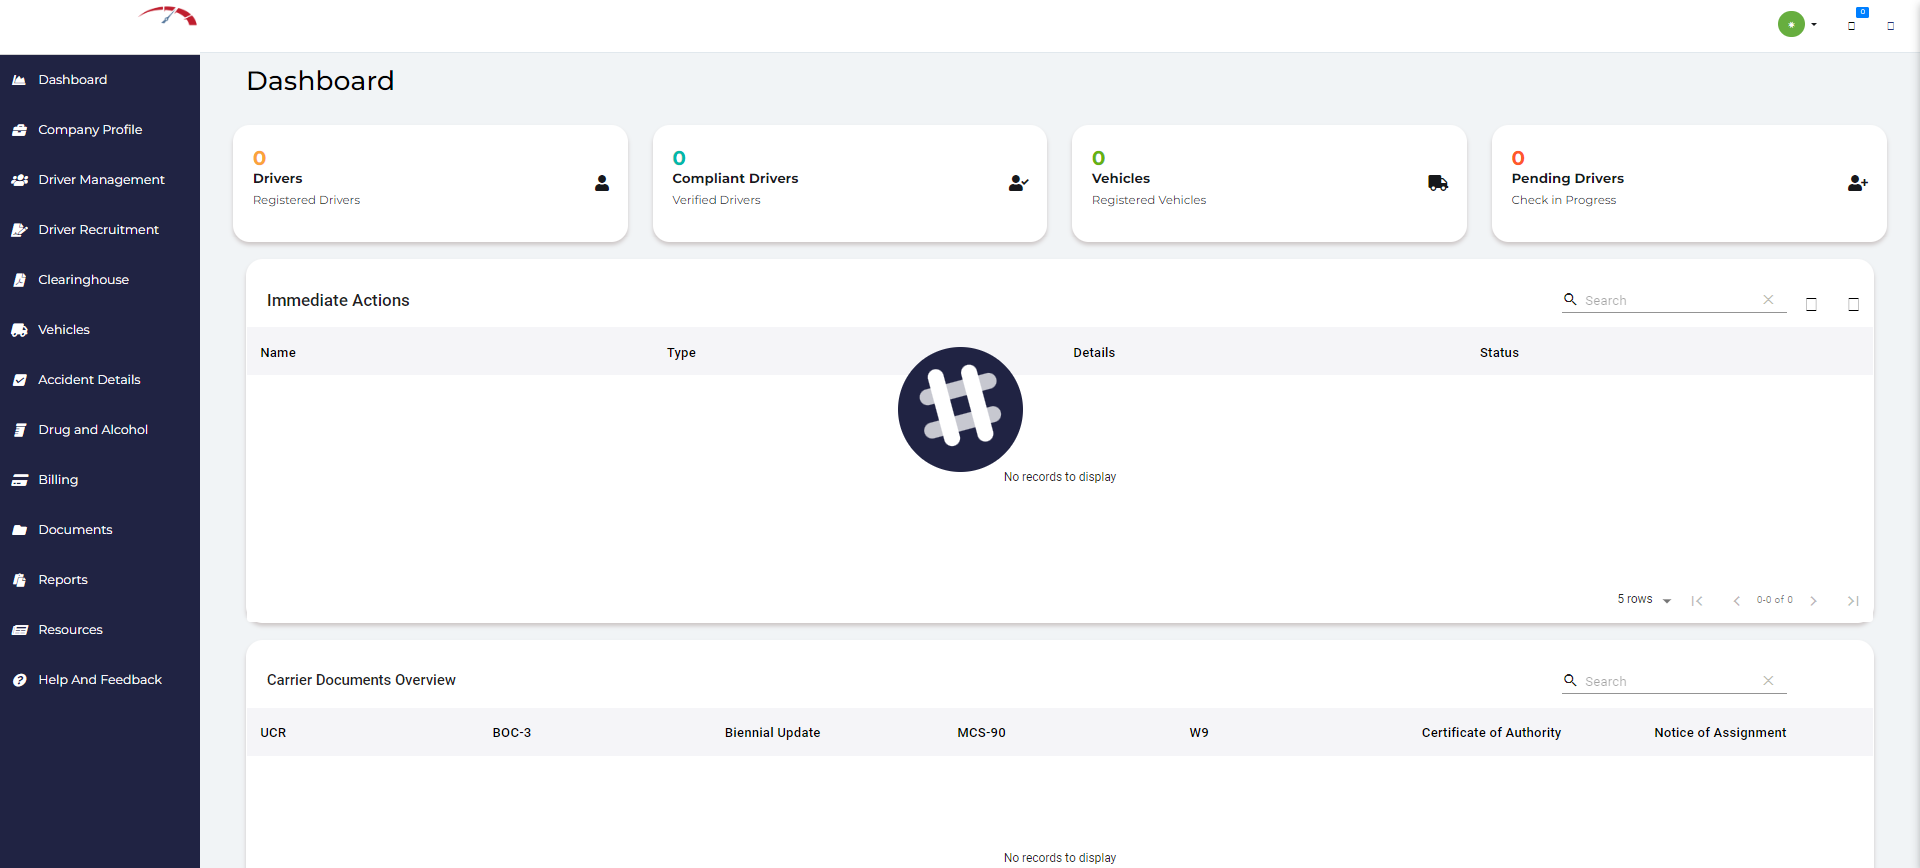 0
Dashboard
Company Profile
Driver Management
Driver Recruitment
Clearinghouse
Vehicles
Accident Details
Drug and Alcohol
Billing
Documents
Reports
Resources
Help And Feedback
Dashboard
0
Drivers
Registered Drivers
0
Compliant Drivers
Verified Drivers
0
Vehicles
Registered Vehicles
0
Pending Drivers
Check in Progress
Immediate Actions
Search
Name Type Details Status
No records to display
5 rows 0-0 of 0
Carrier Documents Overview
Search
UCR BOC-3 Biennial Update MCS-90 W9 Certificate of Authority Notice of Assignment
No records to display